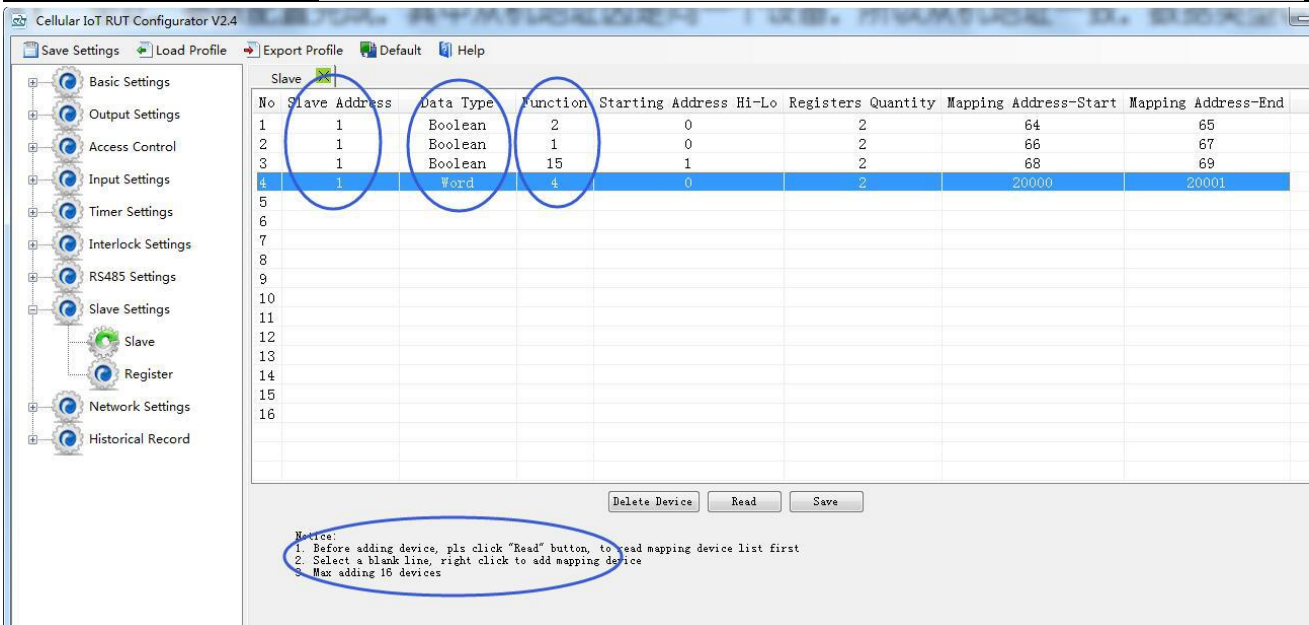 Cellular IoT RUT Configurator V2.4
Save Settings Load Profile Export Profile Default Help
Basic Settings
Output Settings
Access Control
Input Settings
Timer Settings
Interlock Settings
RS485 Settings
Slave Settings
Slave
Register
Network Settings
Historical Record
Slave
No Slave Address Data Type Function Starting Address Hi-Lo Registers Quantity Mapping Address-Start Mapping Address-End
1 1 Boolean 2 0 2 64 65
2 1 Boolean 1 0 2 66 67
3 1 Boolean 15 1 2 68 69
4 1 Word 4 0 2 20000 20001
5
6
7
8
9
10
11
12
13
14
15
16
Delete Device Read Save
Notice:
1. Before adding device, pls click "Read" button, to read mapping device list first
2. Select a blank line, right click to add mapping device
3. Max adding 16 devices